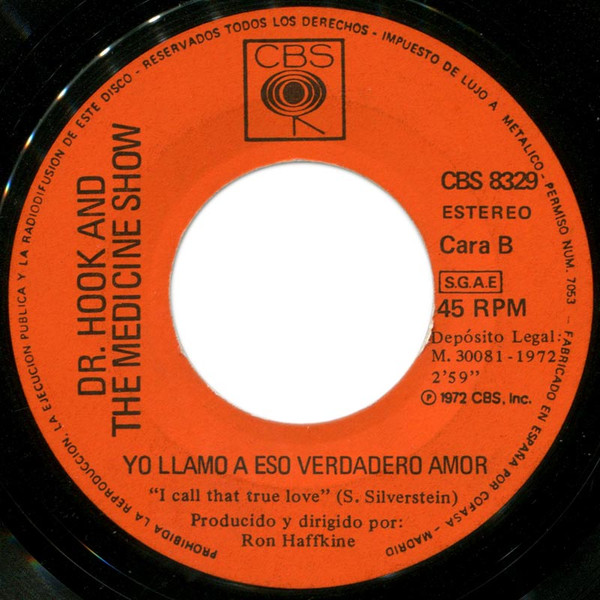 PROHIBIDA LA REPRODUCCION, LA EJECUCION PUBLICA Y LA RADIODIFUSION DE ESTE DISCO - RESERVADOS TODOS LOS DERECHOS - IMPUESTO DE LUJO A METALICO - PERMISO NUM. 7053 - FABRICADO EN ESPAÑA POR COFASA - MADRID
CBS
DR. HOOK AND
THE MEDICINE SHOW
CBS 8329
ESTEREO
Cara B
S.G.A.E
45 RPM
Depósito Legal:
M. 30081-1972
2'59"
Ⓟ 1972 CBS, Inc.
YO LLAMO A ESO VERDADERO AMOR
"I call that true love" (S. Silverstein)
Producido y dirigido por:
Ron Haffkine